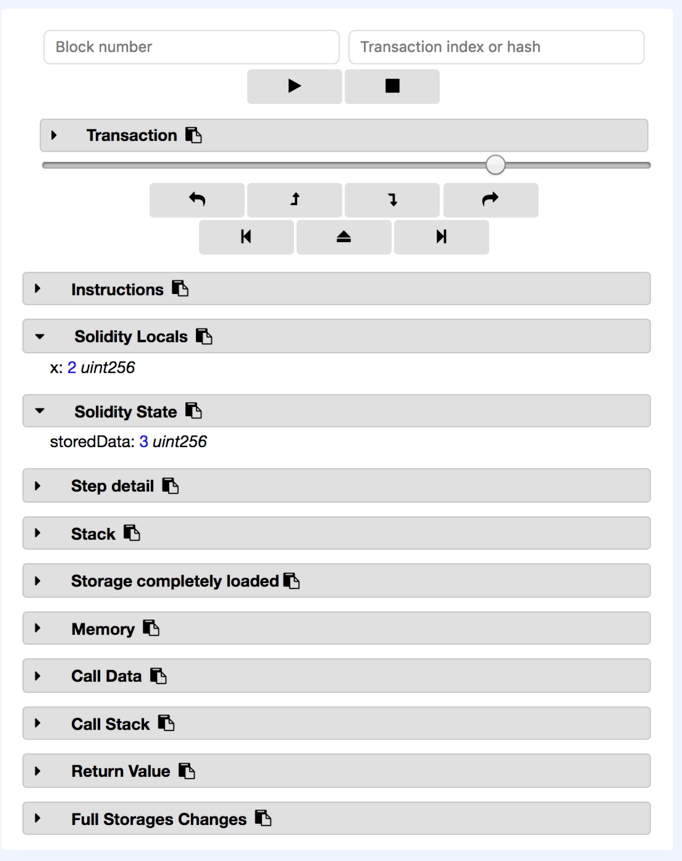 Block number Transaction index or hash
Transaction
Instructions
Solidity Locals
x: 2 uint256
Solidity State
storedData: 3 uint256
Step detail
Stack
Storage completely loaded
Memory
Call Data
Call Stack
Return Value
Full Storages Changes